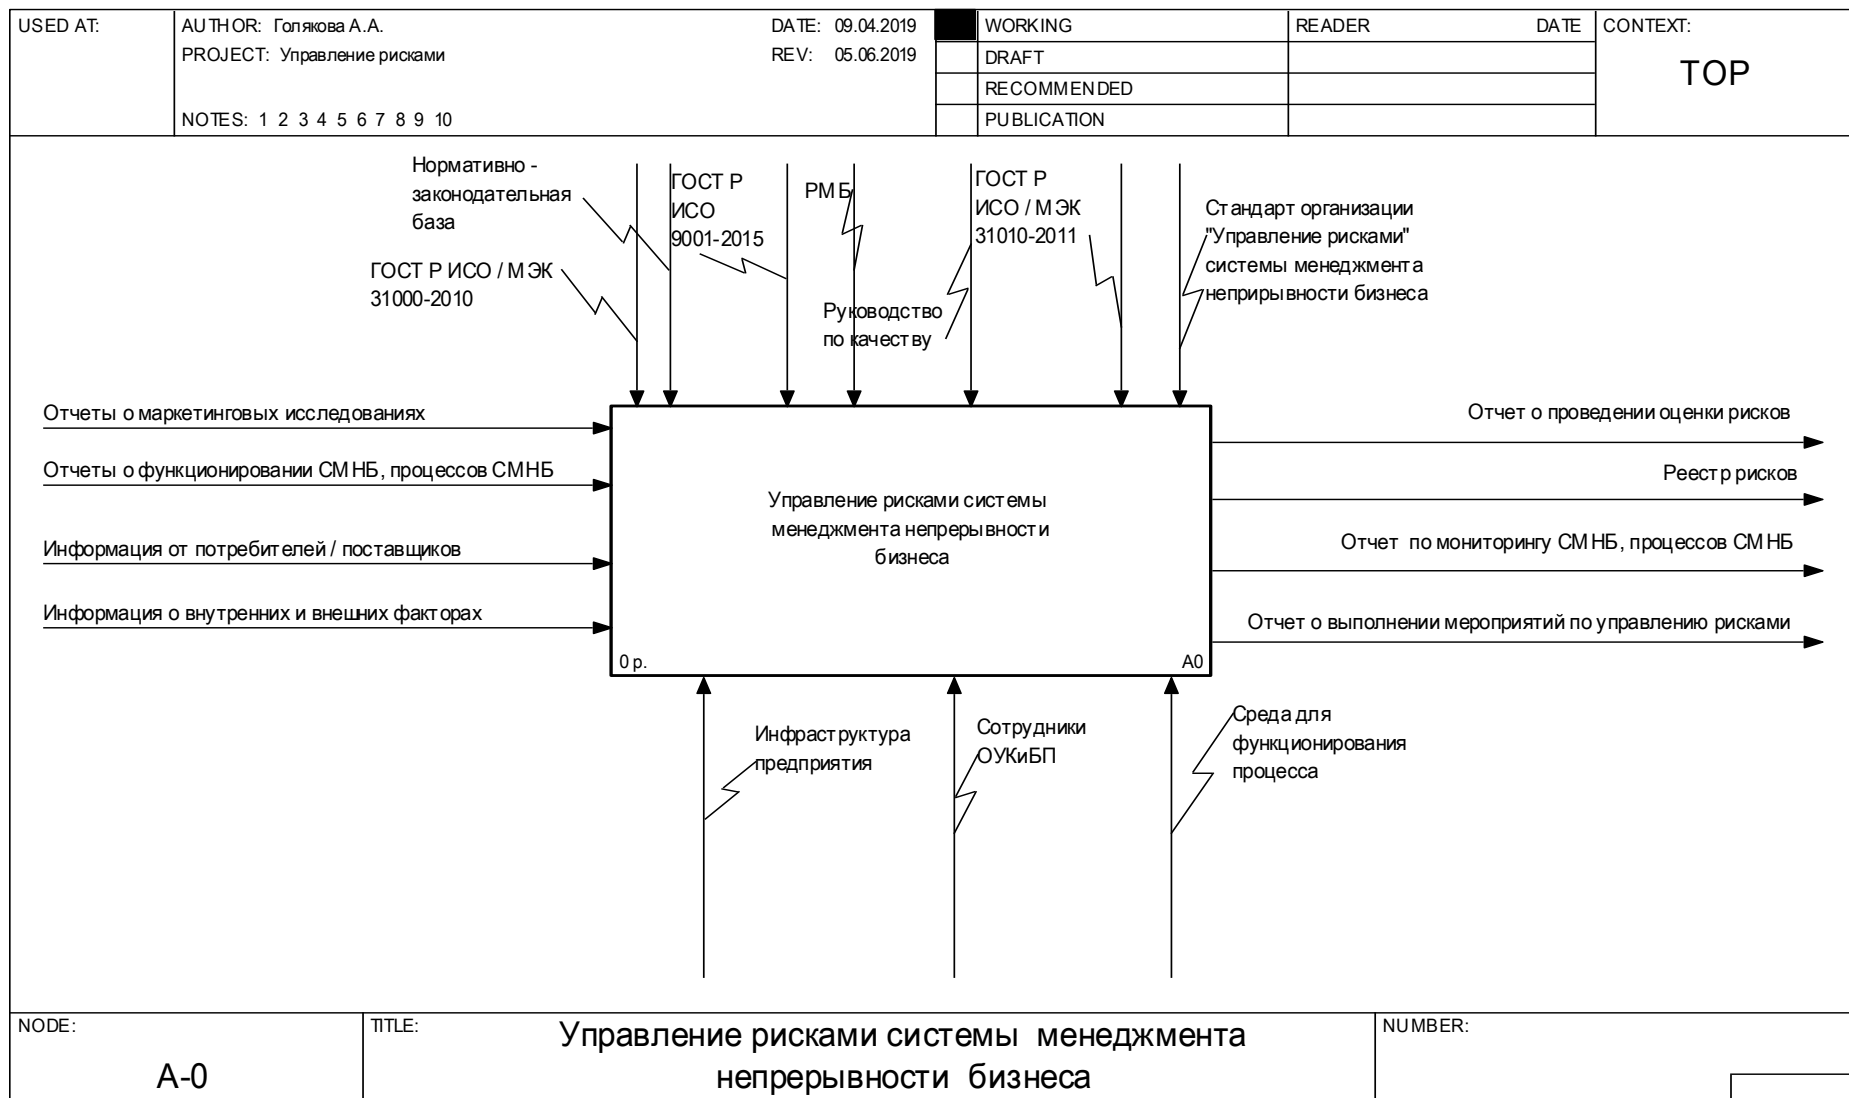 USED AT:
AUTHOR: Голякова А.А.
DATE: 09.04.2019
PROJECT: Управление рисками
REV: 05.06.2019
NOTES: 1 2 3 4 5 6 7 8 9 10
WORKING
DRAFT
RECOMMENDED
PUBLICATION
READER
DATE
CONTEXT:
TOP
Нормативно -
законодательная
база
ГОСТ Р ИСО / МЭК
31000-2010
ГОСТ Р
ИСО
9001-2015
РМБ
Руководство
по качеству
ГОСТ Р
ИСО / МЭК
31010-2011
Стандарт организации
"Управление рисками"
системы менеджмента
неприрывности бизнеса
Отчеты о маркетинговых исследованиях
Отчеты о функционировании СМНБ, процессов СМНБ
Информация от потребителей / поставщиков
Информация о внутренних и внешних факторах
Управление рисками системы
менеджмента непрерывности
бизнеса
0 р.
A0
Отчет о проведении оценки рисков
Реестр рисков
Отчет по мониторингу СМНБ, процессов СМНБ
Отчет о выполнении мероприятий по управлению рисками
Инфраструктура
предприятия
Сотрудники
ОУКиБП
Среда для
функционирования
процесса
NODE:
A-0
TITLE:
Управление рисками системы менеджмента
непрерывности бизнеса
NUMBER: